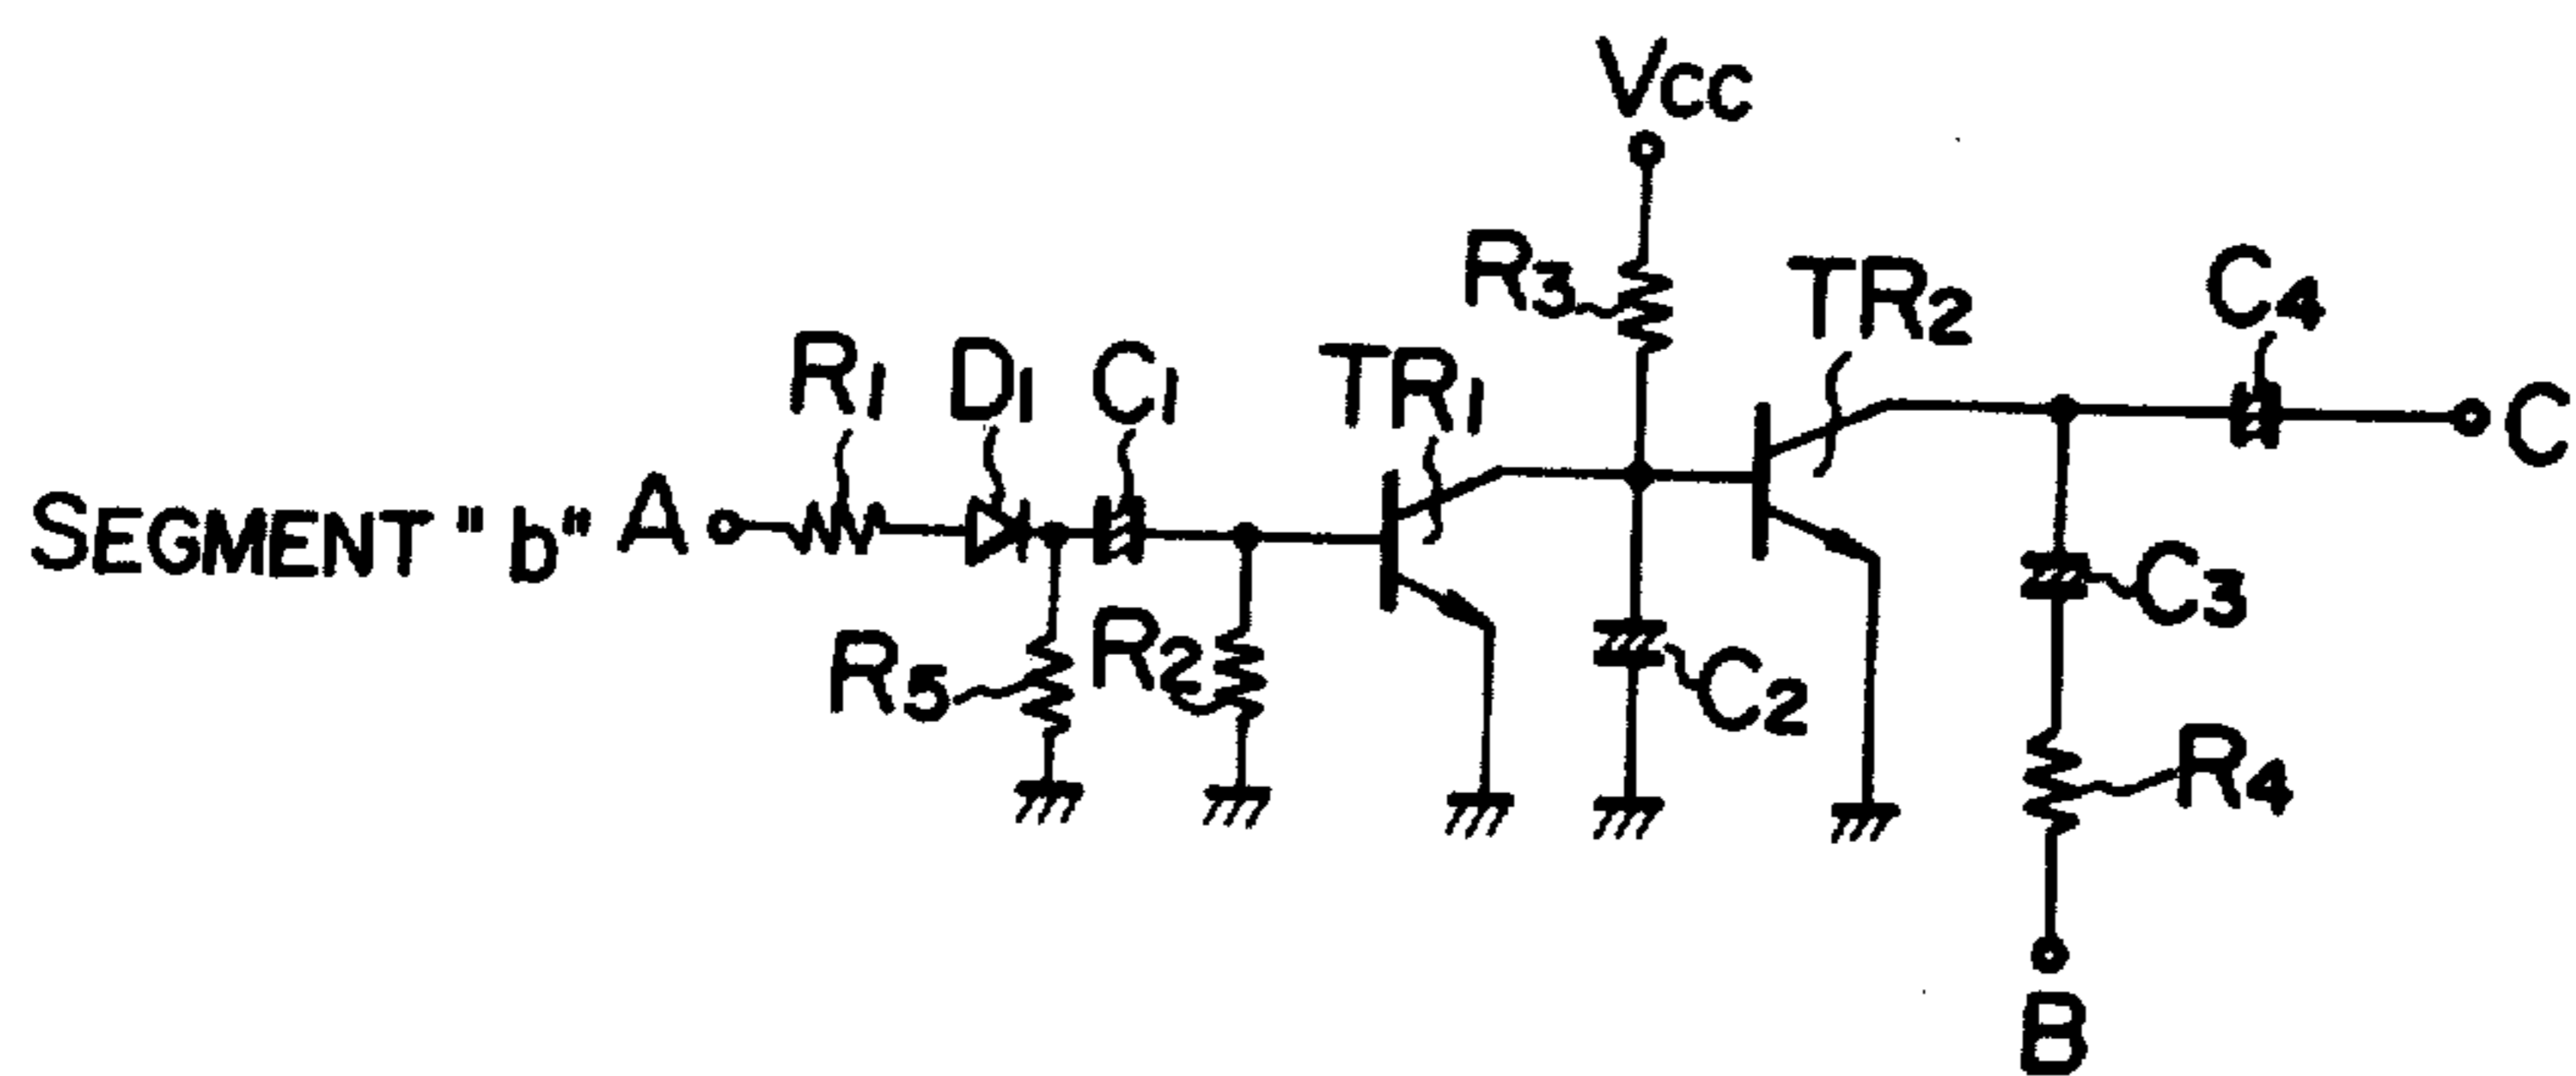 Vcc
R3
TR2
C4
R1
D1
C1
TR1
C
SEGMENT "b" A
C3
R5
R2
C2
R4
B